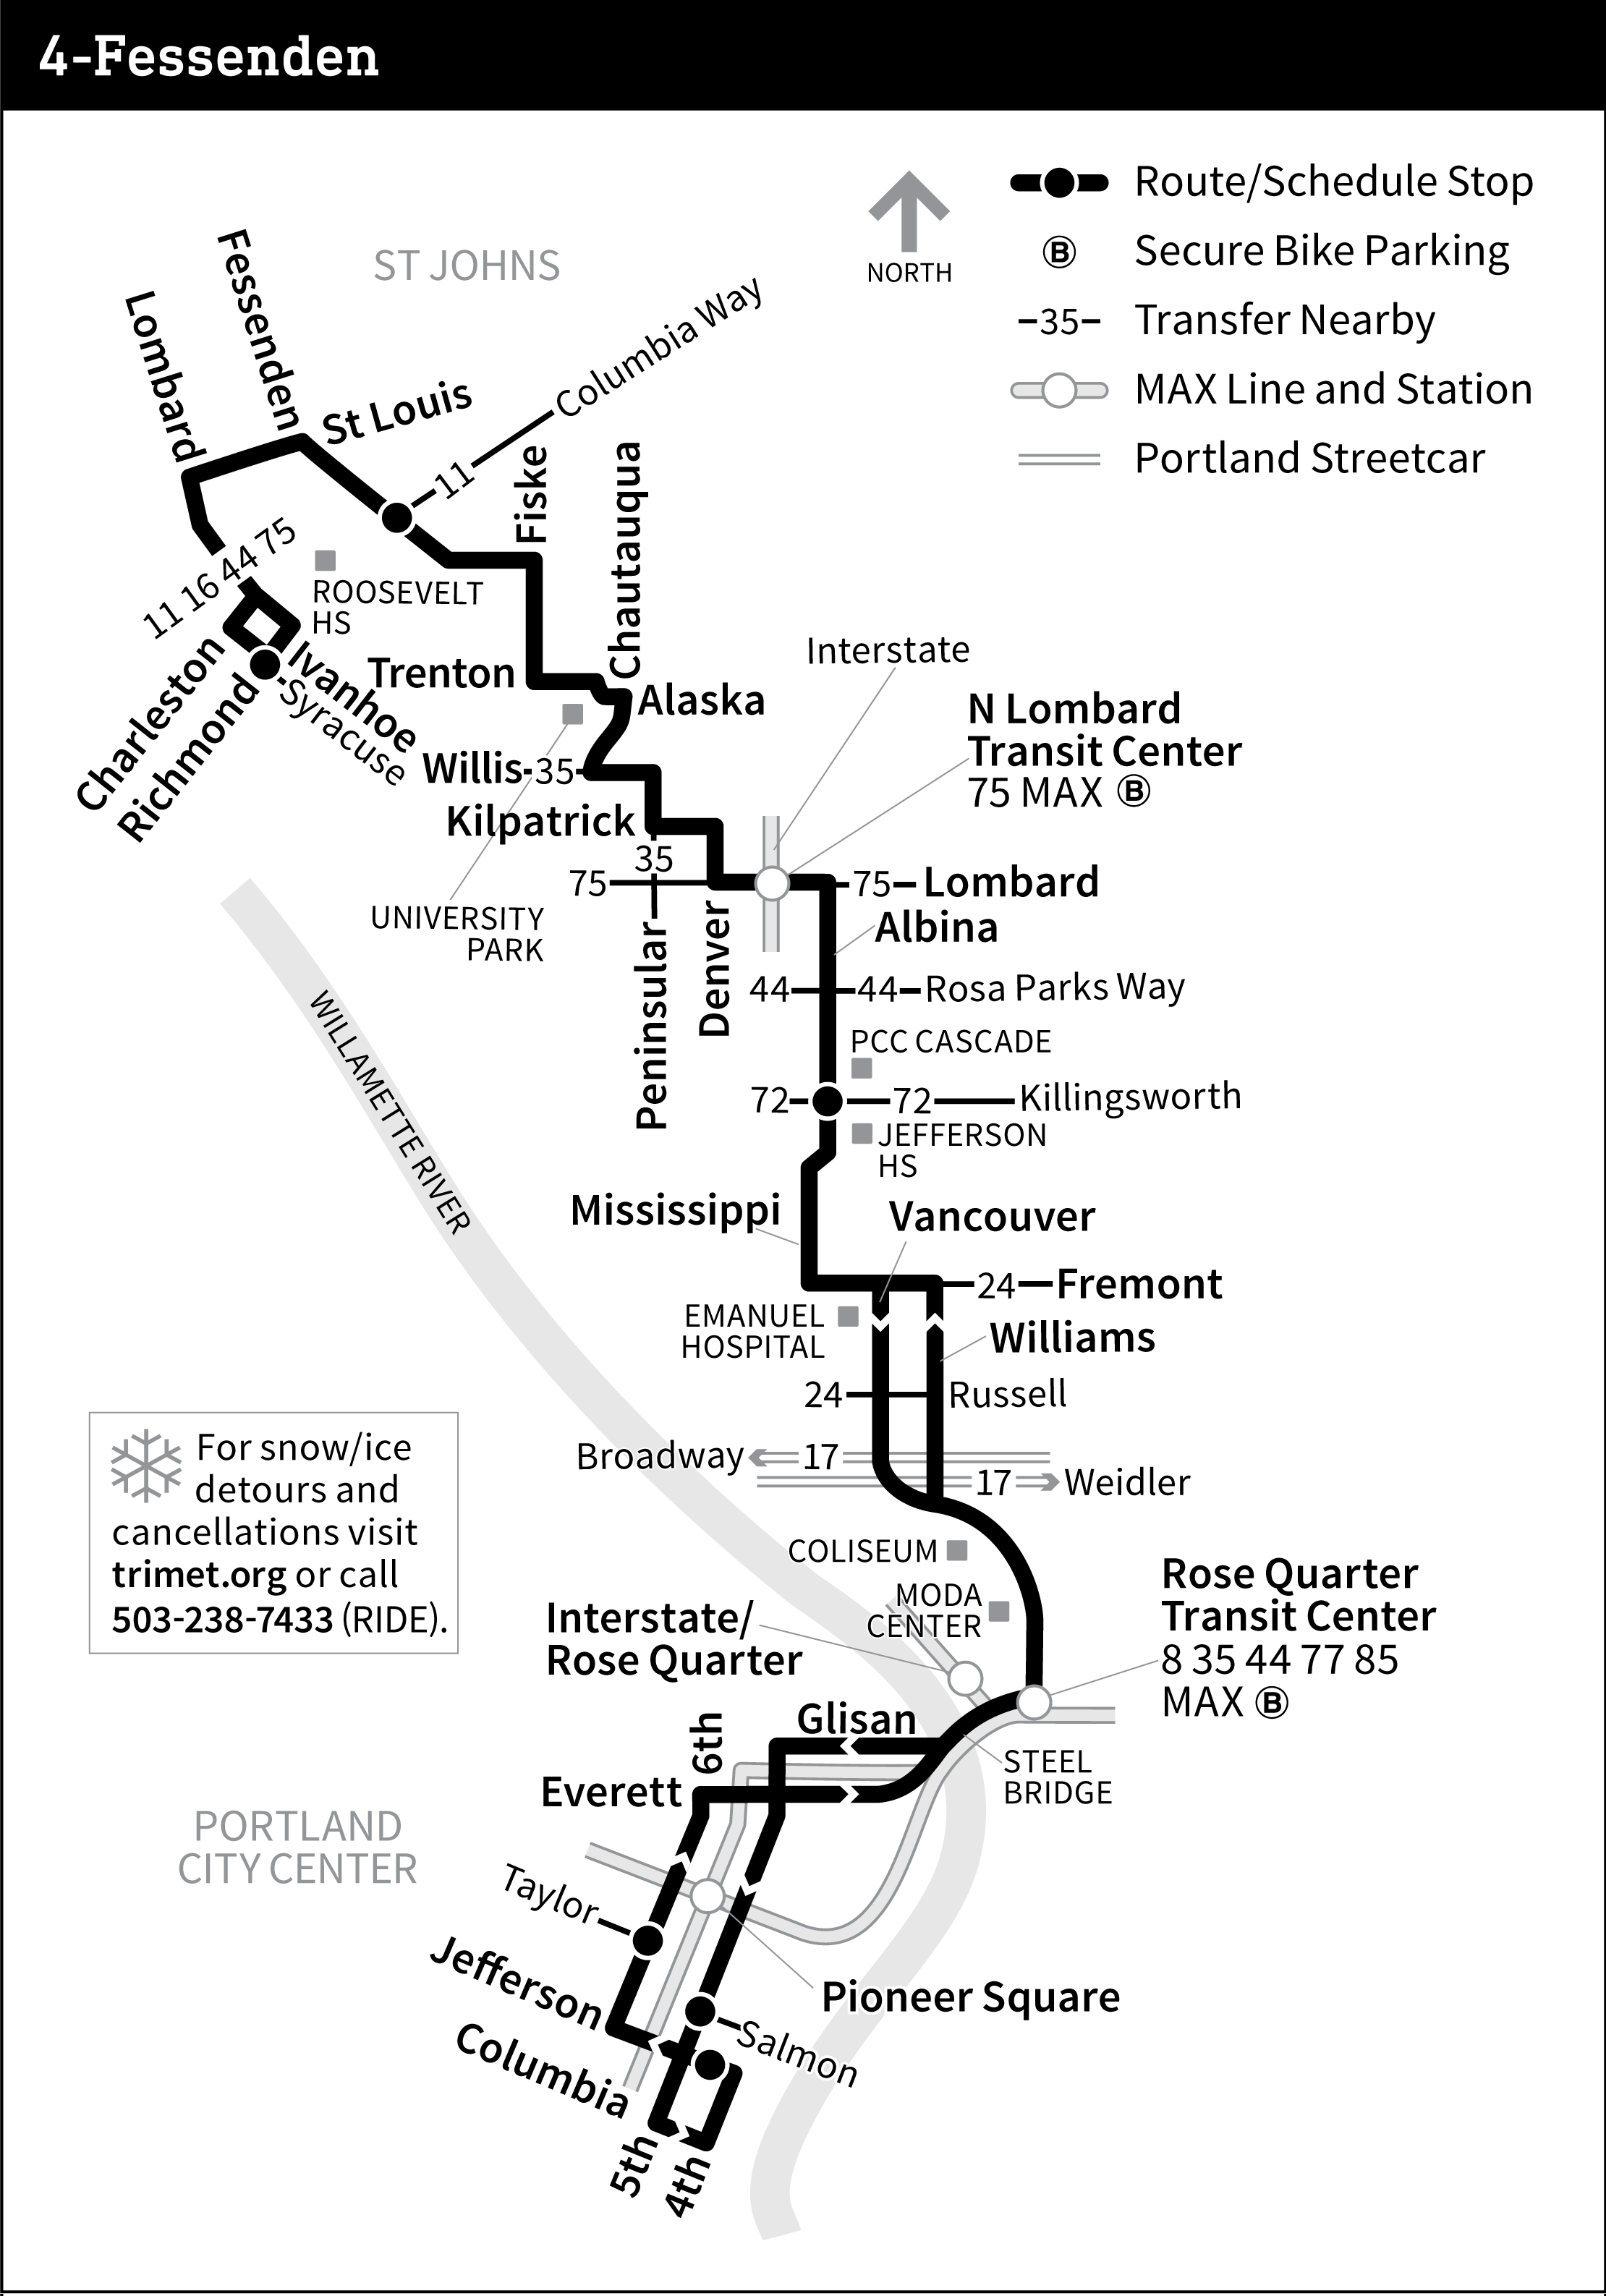 4-Fessenden
Route/Schedule Stop
Ⓑ Secure Bike Parking
35 Transfer Nearby
MAX Line and Station
Portland Streetcar
NORTH
ST JOHNS
Fessenden
Lombard
St Louis
11
Columbia Way
Fiske
Chautauqua
11 16 44 75
ROOSEVELT
HS
Charleston
Richmond
Ivanhoe
Syracuse
Trenton
Alaska
Interstate
N Lombard
Transit Center
75 MAX Ⓑ
Willis
35
Kilpatrick
35
75
75
Lombard
Albina
UNIVERSITY
PARK
Peninsular
Denver
44
44
Rosa Parks Way
PCC CASCADE
72
72
Killingsworth
JEFFERSON
HS
WILLAMETTE RIVER
Mississippi
Vancouver
24
Fremont
EMANUEL
HOSPITAL
Williams
24
Russell
Broadway
17
17
Weidler
For snow/ice
detours and
cancellations visit
trimet.org or call
503-238-7433 (RIDE).
COLISEUM
MODA
CENTER
Interstate/
Rose Quarter
Rose Quarter
Transit Center
8 35 44 77 85
MAX Ⓑ
6th
Glisan
Everett
STEEL
BRIDGE
PORTLAND
CITY CENTER
Taylor
Jefferson
Pioneer Square
Salmon
Columbia
5th
4th